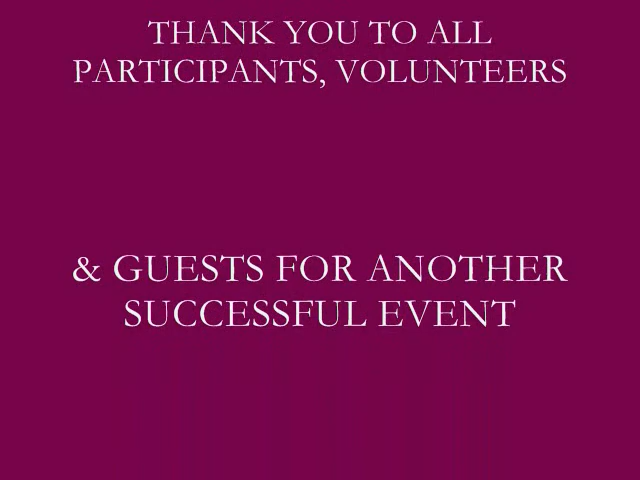 THANK YOU TO ALL
PARTICIPANTS, VOLUNTEERS
& GUESTS FOR ANOTHER
SUCCESSFUL EVENT